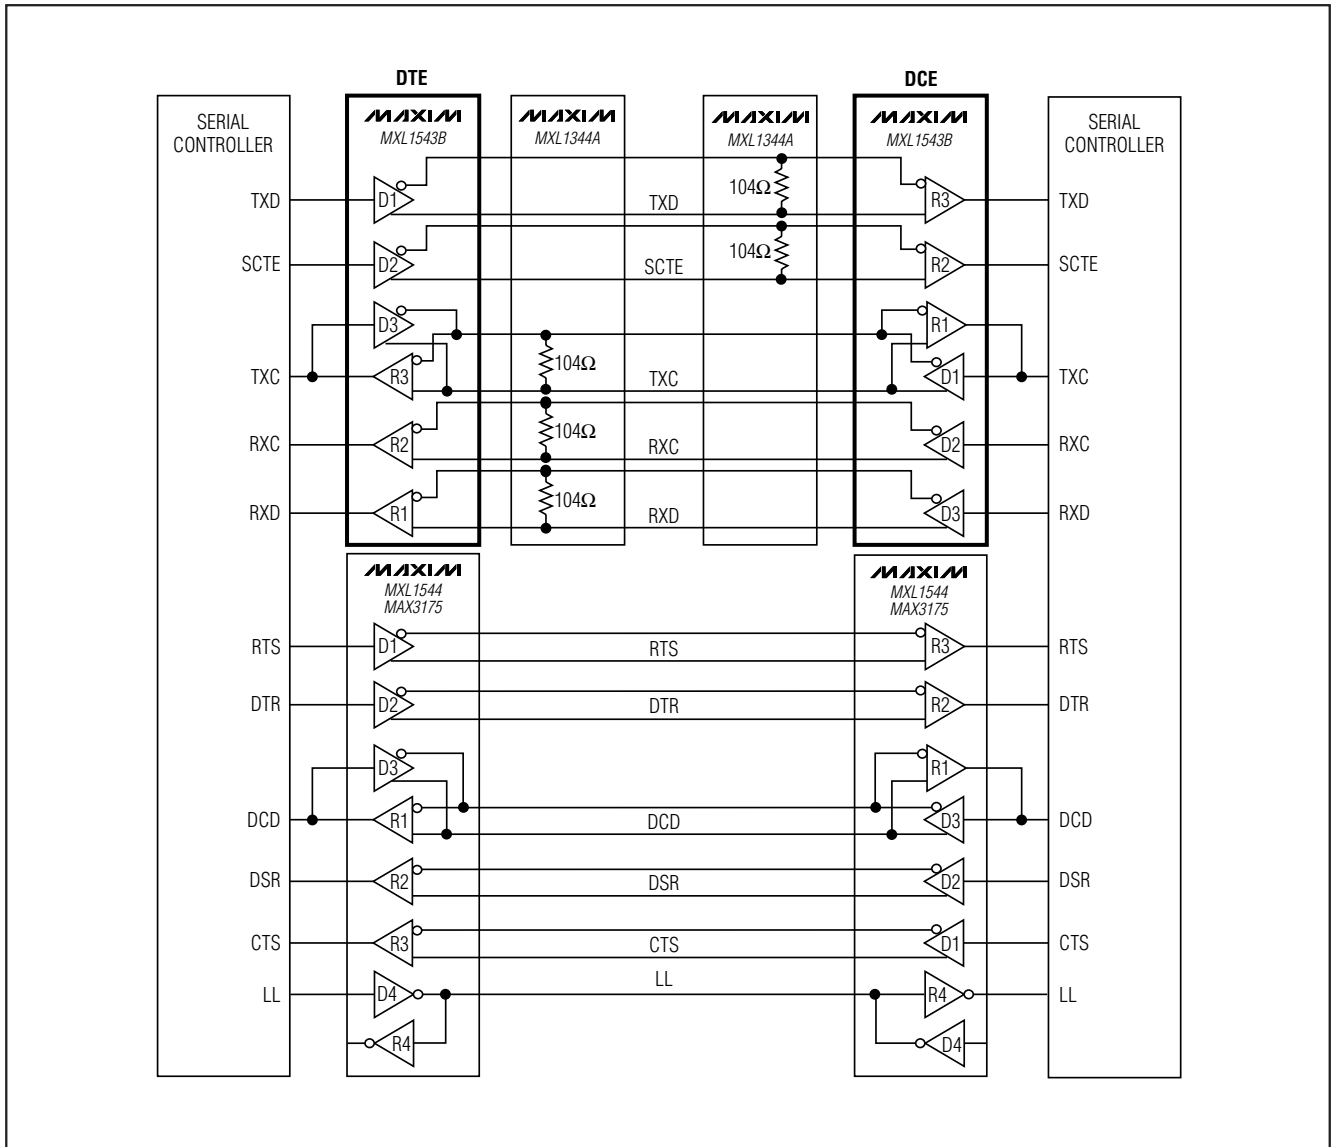 DTE
DCE
SERIAL
CONTROLLER
MAXIM
MXL1543B
MAXIM
MXL1344A
MAXIM
MXL1344A
MAXIM
MXL1543B
SERIAL
CONTROLLER
TXD
D1
104Ω
TXD
R3
TXD
SCTE
D2
104Ω
SCTE
R2
SCTE
D3
R1
TXC
R3
104Ω
TXC
D1
TXC
RXC
R2
104Ω
RXC
D2
RXC
RXD
R1
104Ω
RXD
D3
RXD
MAXIM
MXL1544
MAX3175
MAXIM
MXL1544
MAX3175
RTS
D1
RTS
R3
RTS
DTR
D2
DTR
R2
DTR
D3
R1
DCD
R1
DCD
D3
DCD
DSR
R2
DSR
D2
DSR
CTS
R3
CTS
D1
CTS
LL
D4
LL
R4
LL
R4
D4